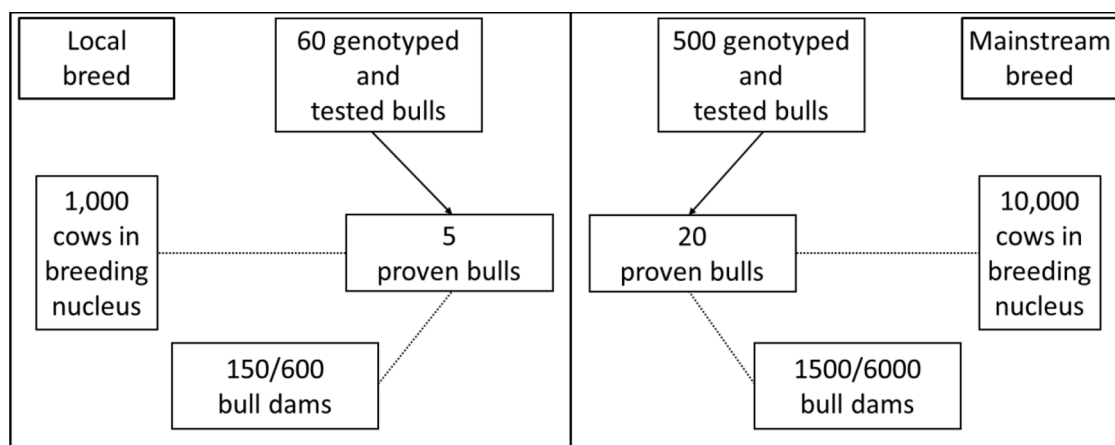 Local
breed
60 genotyped
and
tested bulls
500 genotyped
and
tested bulls
Mainstream
breed
1,000
cows in
breeding
nucleus
5
proven bulls
20
proven bulls
10,000
cows in
breeding
nucleus
150/600
bull dams
1500/6000
bull dams